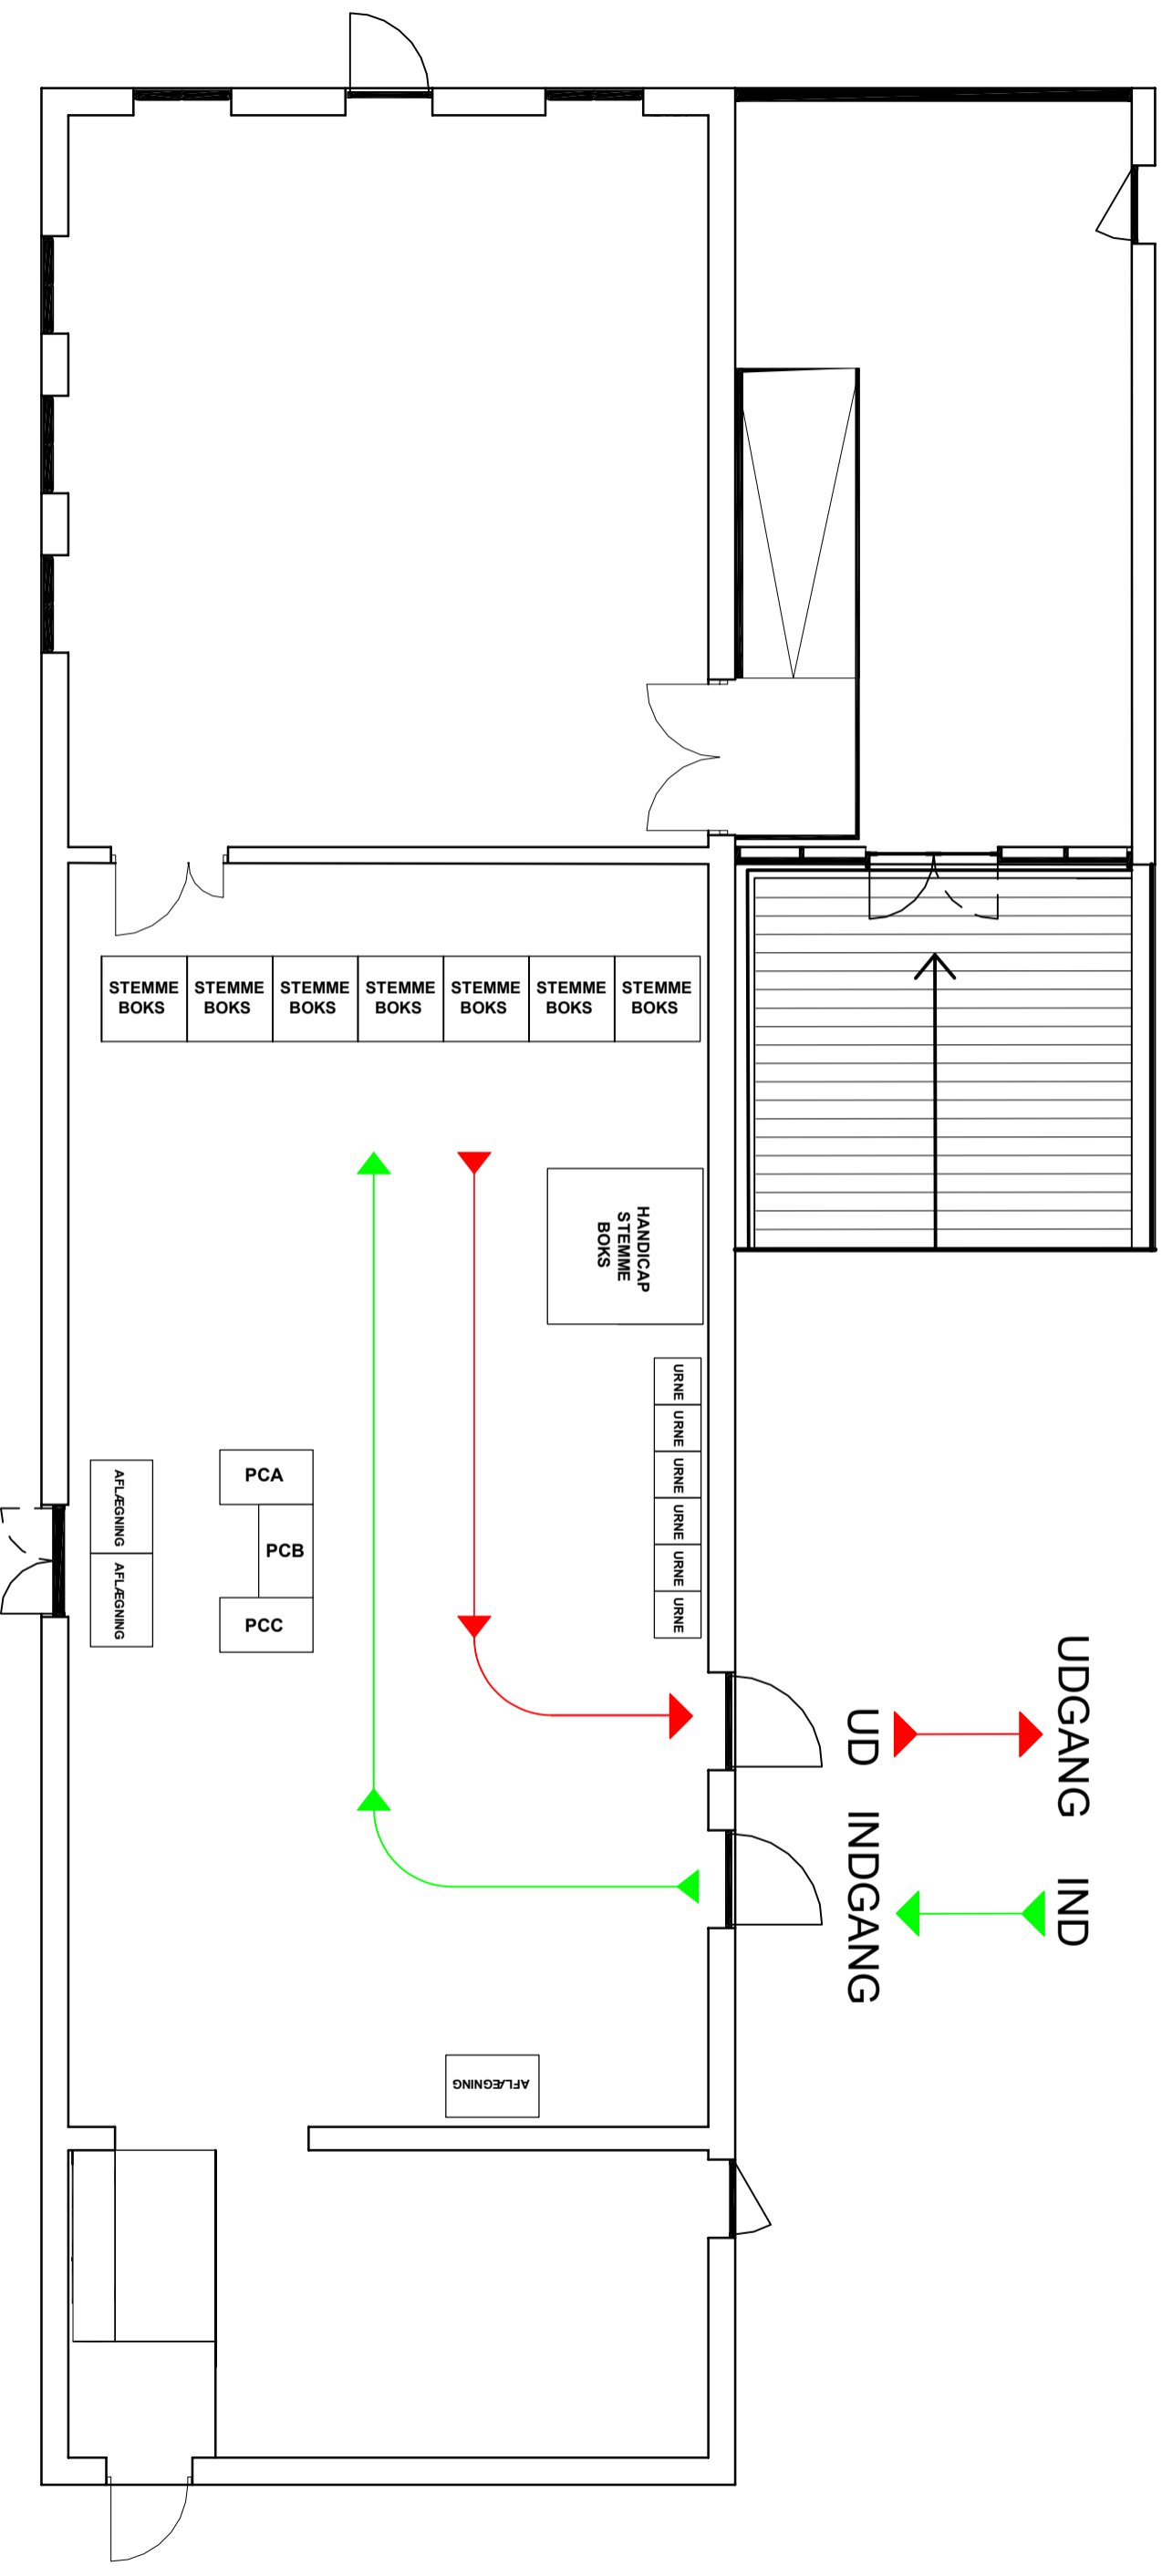 STEMME
BOKS
STEMME
BOKS
STEMME
BOKS
STEMME
BOKS
STEMME
BOKS
STEMME
BOKS
STEMME
BOKS
HANDICAP
STEMME
BOKS
URNE
URNE
URNE
URNE
URNE
URNE
PCA
PCB
PCC
AFLÆGNING
AFLÆGNING
UDGANG
IND
UD
INDGANG
AFLÆGNING